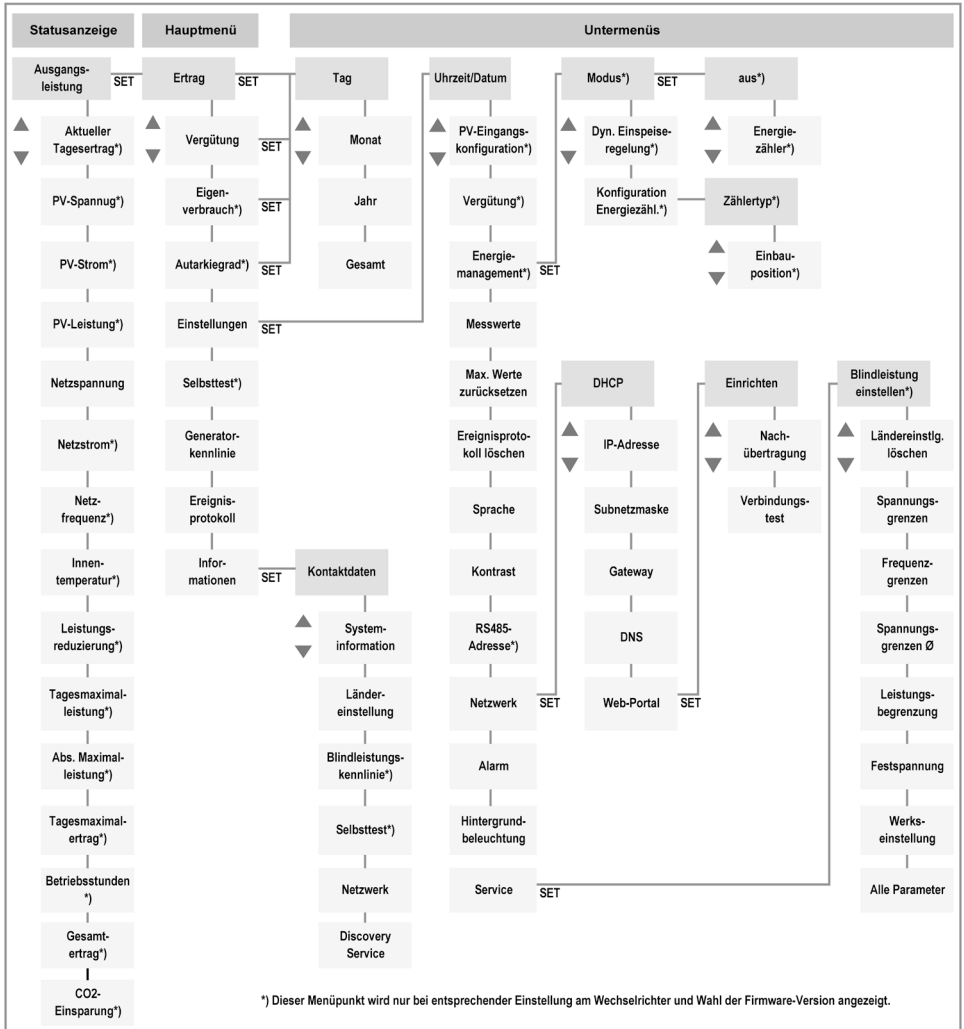 Statusanzeige
Hauptmenü
Untermenüs
Ausgangs-
leistung
SET
Aktueller
Tagesertrag*)
PV-Spannug*)
PV-Strom*)
PV-Leistung*)
Netzspannung
Netzstrom*)
Netz-
frequenz*)
Innen-
temperatur*)
Leistungs-
reduzierung*)
Tagesmaximal-
leistung*)
Abs. Maximal-
leistung*)
Tagesmaximal-
ertrag*)
Betriebsstunden
*)
Gesamt-
ertrag*)
CO2-
Einsparung*)
Ertrag
SET
Vergütung
SET
Eigen-
verbrauch*)
SET
Autarkiegrad*)
SET
Einstellungen
SET
Selbsttest*)
Generator-
kennlinie
Ereignis-
protokoll
Infor-
mationen
SET
Tag
Monat
Jahr
Gesamt
Kontaktdaten
System-
information
Länder-
einstellung
Blindleistungs-
kennlinie*)
Selbsttest*)
Netzwerk
Discovery
Service
Uhrzeit/Datum
PV-Eingangs-
konfiguration*)
Vergütung*)
Energie-
management*)
SET
Messwerte
Max. Werte
zurücksetzen
Ereignisproto-
koll löschen
Sprache
Kontrast
RS485-
Adresse*)
Netzwerk
SET
Alarm
Hintergrund-
beleuchtung
Service
SET
Modus*)
SET
Dyn. Einspeise-
regelung*)
Konfiguration
Energiezähl.*)
aus*)
Energie-
zähler*)
Zählertyp*)
Einbau-
position*)
DHCP
IP-Adresse
Subnetzmaske
Gateway
DNS
Web-Portal
SET
Einrichten
Nach-
übertragung
Verbindungs-
test
Blindleistung
einstellen*)
Ländereinstlg.
löschen
Spannungs-
grenzen
Frequenz-
grenzen
Spannungs-
grenzen Ø
Leistungs-
begrenzung
Festspannung
Werks-
einstellung
Alle Parameter
*) Dieser Menüpunkt wird nur bei entsprechender Einstellung am Wechselrichter und Wahl der Firmware-Version angezeigt.